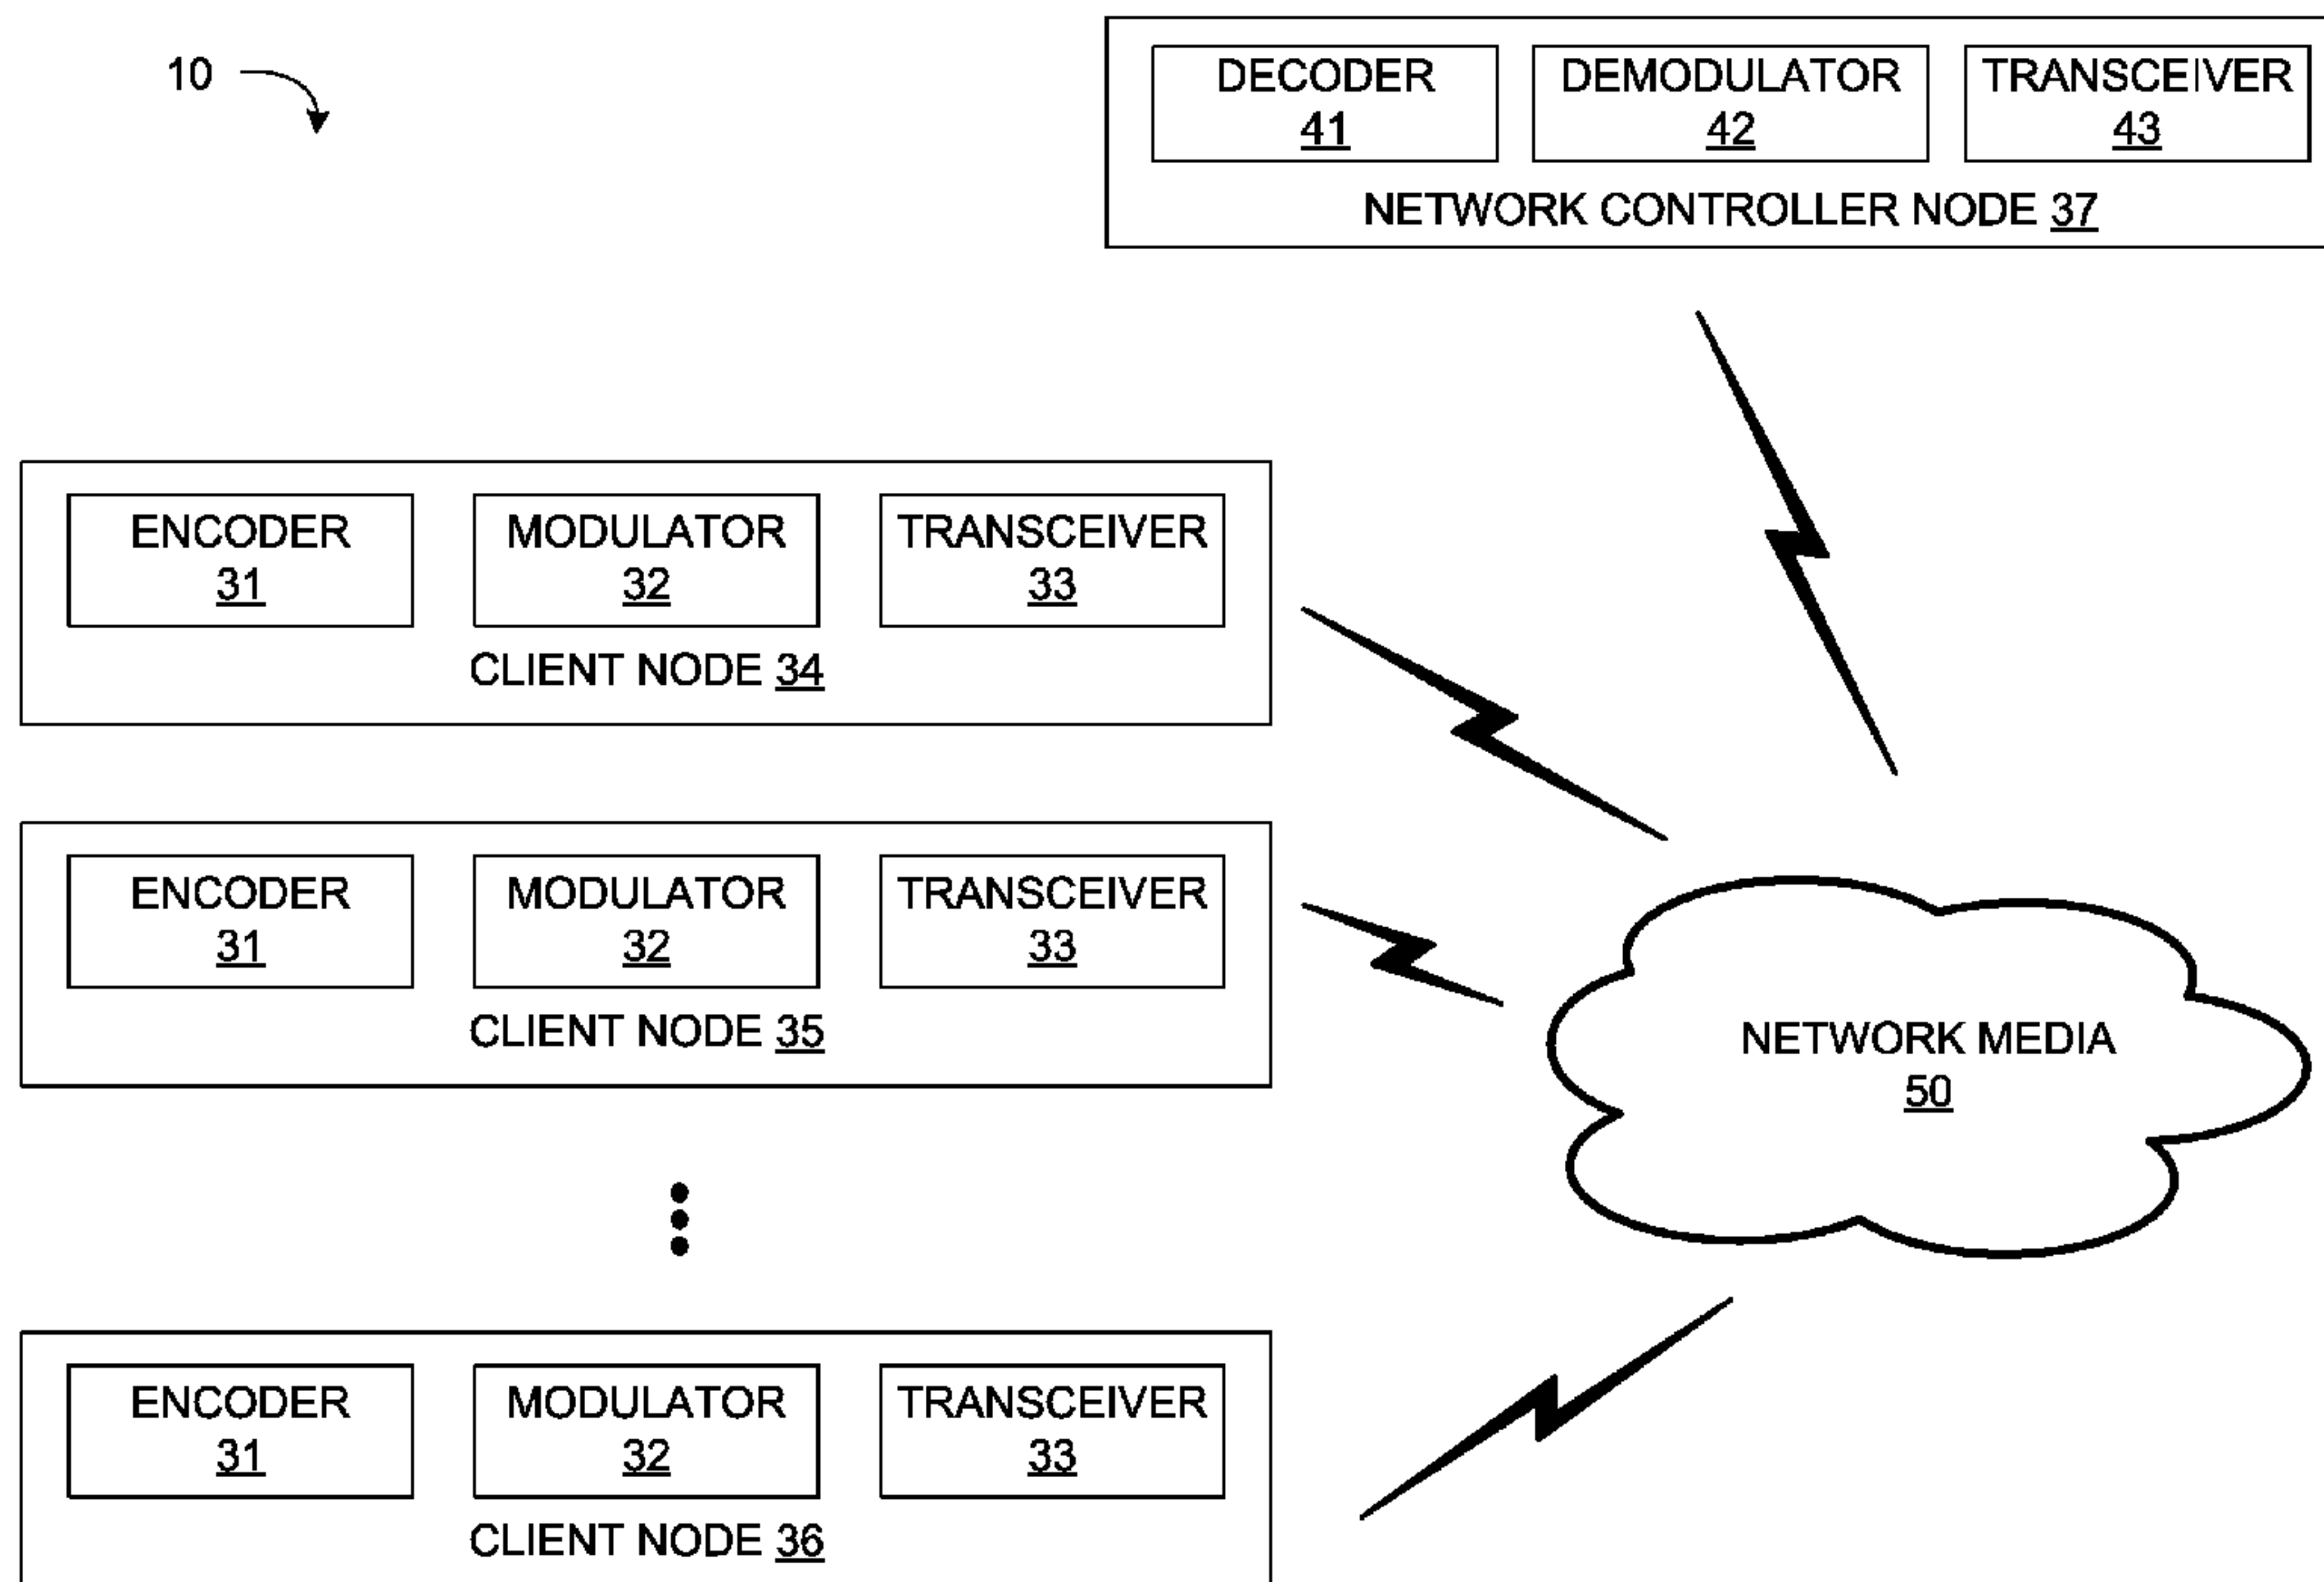 10
DECODER
41
DEMODULATOR
42
TRANSCEIVER
43
NETWORK CONTROLLER NODE 37
ENCODER
31
MODULATOR
32
TRANSCEIVER
33
CLIENT NODE 34
ENCODER
31
MODULATOR
32
TRANSCEIVER
33
CLIENT NODE 35
NETWORK MEDIA
50
ENCODER
31
MODULATOR
32
TRANSCEIVER
33
CLIENT NODE 36